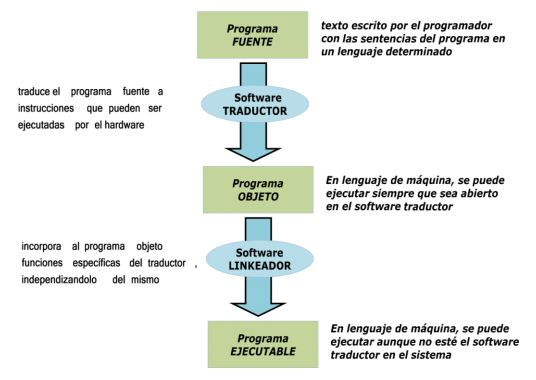 Programa
FUENTE
texto escrito por el programador
con las sentencias del programa en
un lenguaje determinado
traduce el programa fuente a
instrucciones que pueden ser
ejecutadas por el hardware
Software
TRADUCTOR
Programa
OBJETO
En lenguaje de máquina, se puede
ejecutar siempre que sea abierto
en el software traductor
incorpora al programa objeto
funciones específicas del traductor ,
independizandolo del mismo
Software
LINKEADOR
Programa
EJECUTABLE
En lenguaje de máquina, se puede
ejecutar aunque no esté el software
traductor en el sistema